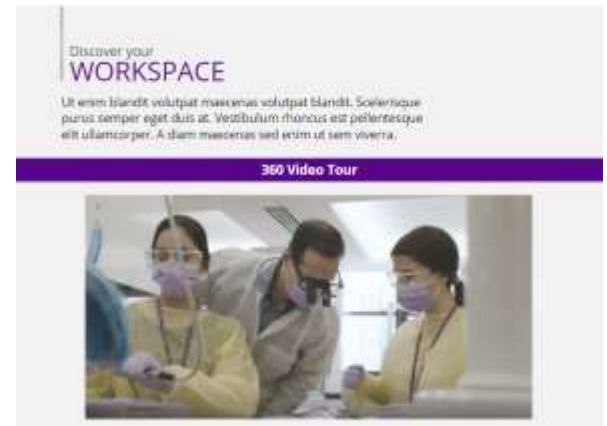 Discover your
WORKSPACE
Ut enim blandit volutpat maecenas volutpat blandit. Scelerisque
purus semper eget duis at. Vestibulum rhoncus est pellentesque
elit ullamcorper. A diam maecenas sed enim ut sem viverra.
360 Video Tour